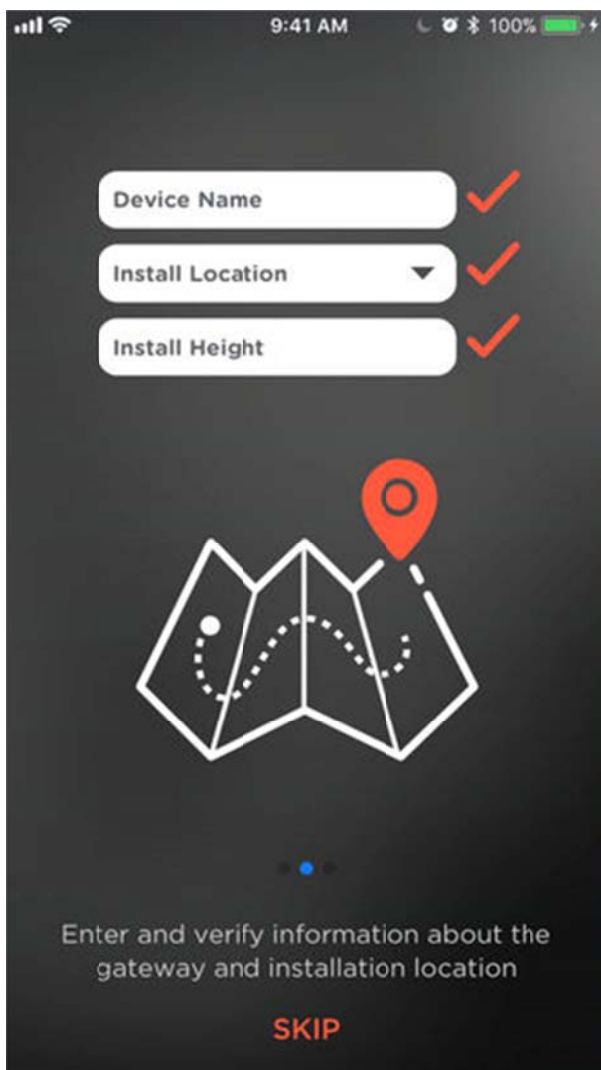 9:41 AM
100%
Device Name
Install Location
Install Height
Enter and verify information about the
gateway and installation location
SKIP